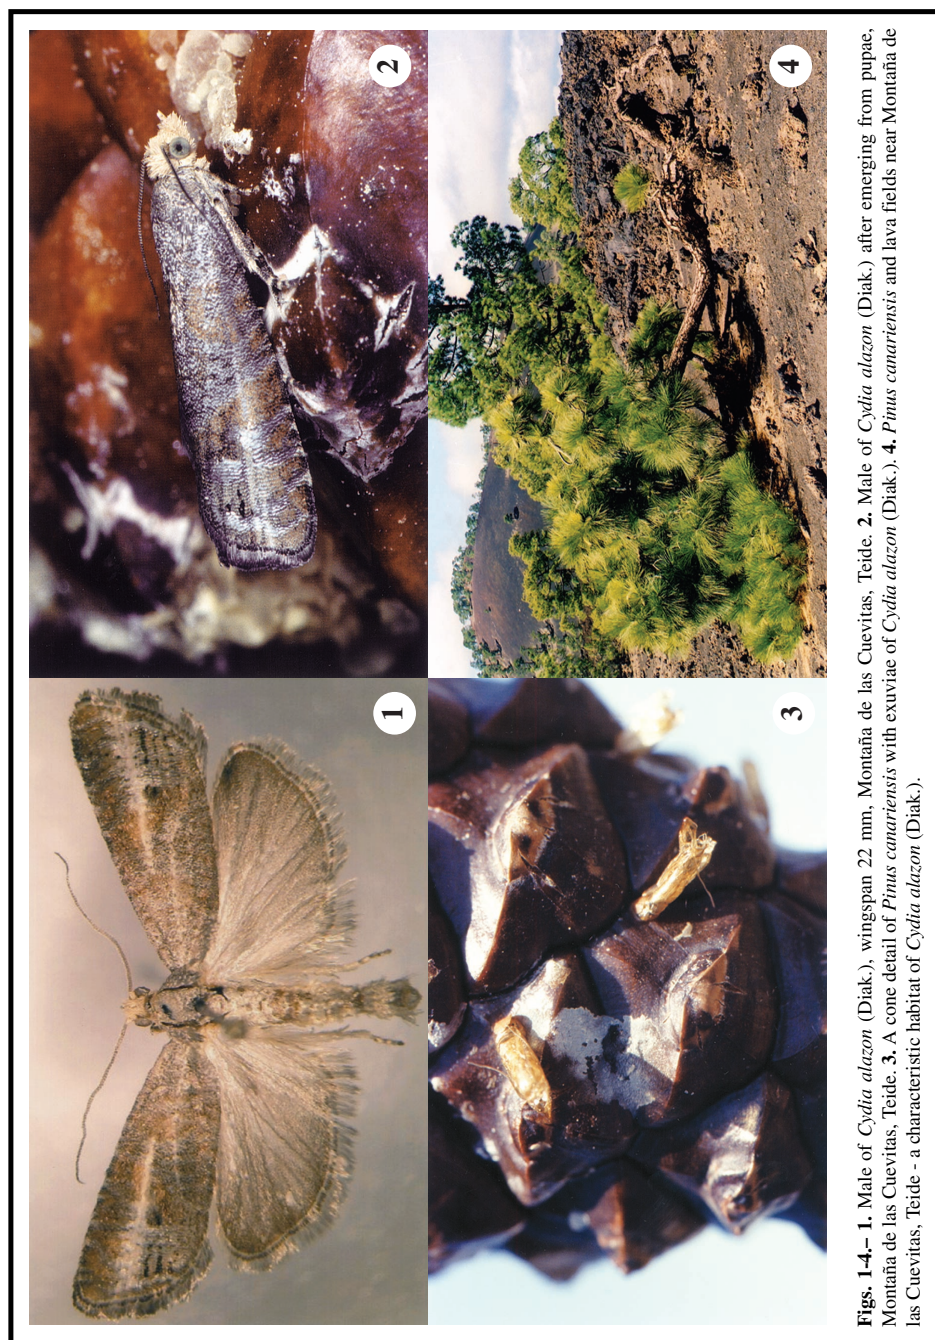 1
2
3
4
Figs. 1-4.– 1. Male of Cydia alazon (Diak.), wingspan 22 mm, Montaña de las Cuevitas, Teide. 2. Male of Cydia alazon (Diak.) after emerging from pupae,
Montaña de las Cuevitas, Teide. 3. A cone detail of Pinus canariensis with exuviae of Cydia alazon (Diak.). 4. Pinus canariensis and lava fields near Montaña de
las Cuevitas, Teide - a characteristic habitat of Cydia alazon (Diak.).